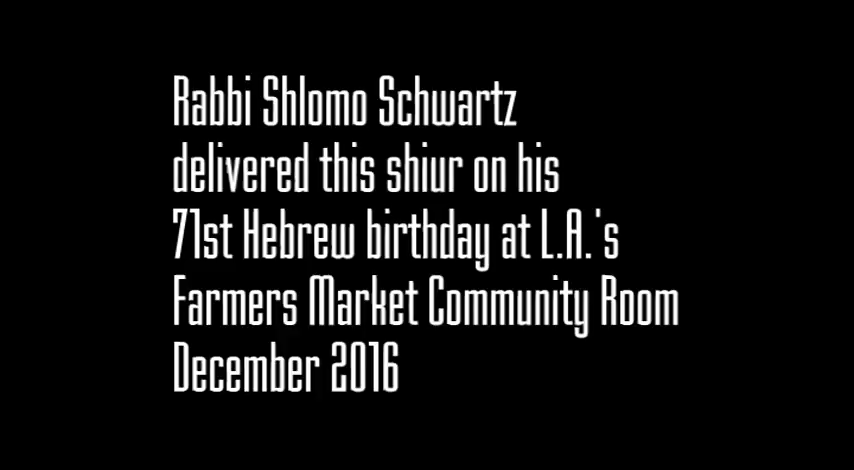 Rabbi Shlomo Schwartz
delivered this shiur on his
71st Hebrew birthday at L.A.'s
Farmers Market Community Room
December 2016